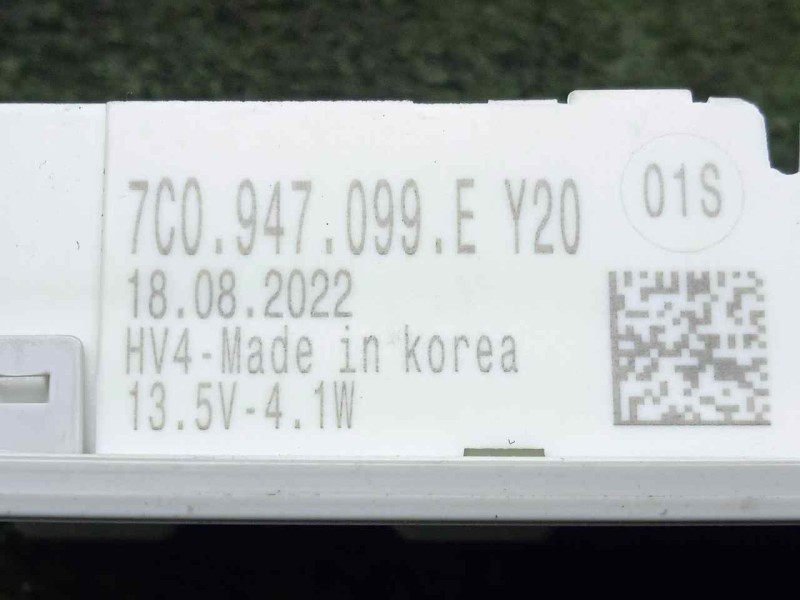 7C0.947.099.E Y20
01S
18.08.2022
HV4-Made in korea
13.5V-4.1W